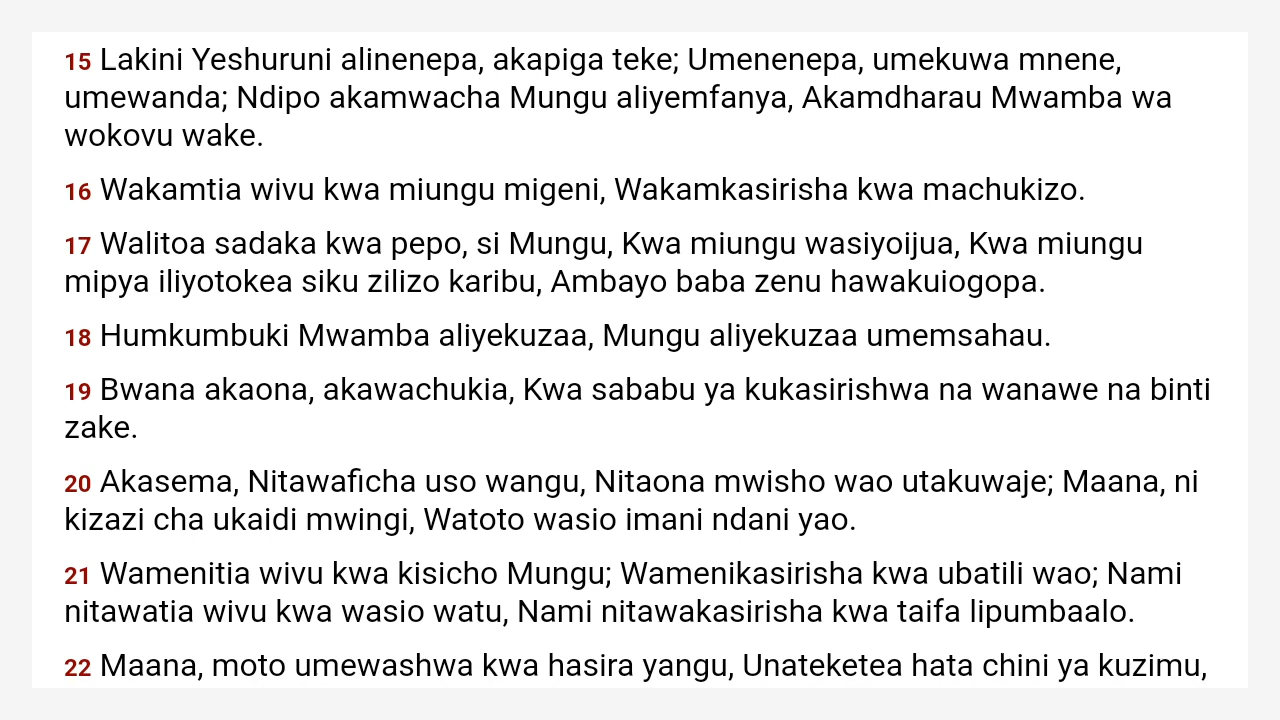 15 Lakini Yeshuruni alinenepa, akapiga teke; Umenenepa, umekuwa mnene,
umewanda; Ndipo akamwacha Mungu aliyemfanya, Akamdharau Mwamba wa
wokovu wake.
16 Wakamtia wivu kwa miungu migeni, Wakamkasirisha kwa machukizo.
17 Walitoa sadaka kwa pepo, si Mungu, Kwa miungu wasiyoijua, Kwa miungu
mipya iliyotokea siku zilizo karibu, Ambayo baba zenu hawakuiogopa.
18 Humkumbuki Mwamba aliyekuzaa, Mungu aliyekuzaa umemsahau.
19 Bwana akaona, akawachukia, Kwa sababu ya kukasirishwa na wanawe na binti
zake.
20 Akasema, Nitawaficha uso wangu, Nitaona mwisho wao utakuwaje; Maana, ni
kizazi cha ukaidi mwingi, Watoto wasio imani ndani yao.
21 Wamenitia wivu kwa kisicho Mungu; Wamenikasirisha kwa ubatili wao; Nami
nitawatia wivu kwa wasio watu, Nami nitawakasirisha kwa taifa lipumbaalo.
22 Maana, moto umewashwa kwa hasira yangu, Unateketea hata chini ya kuzimu,